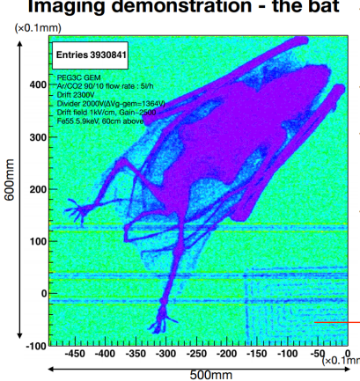 Imaging demonstration - the bat
(×0.1mm)
Entries 3930841
PEG3C GEM
Ar/CO2 90/10 flow rate : 5l/h
Drift 2300V
Divider 2000V(ΔVg-gem=1364V)
Drift field 1kV/cm, Gain~2500
Fe55 5.9keV, 60cm above
400
300
200
100
0
-100
600mm
-450 -400 -350 -300 -250 -200 -150 -100 -50 0
(×0.1mm
500mm